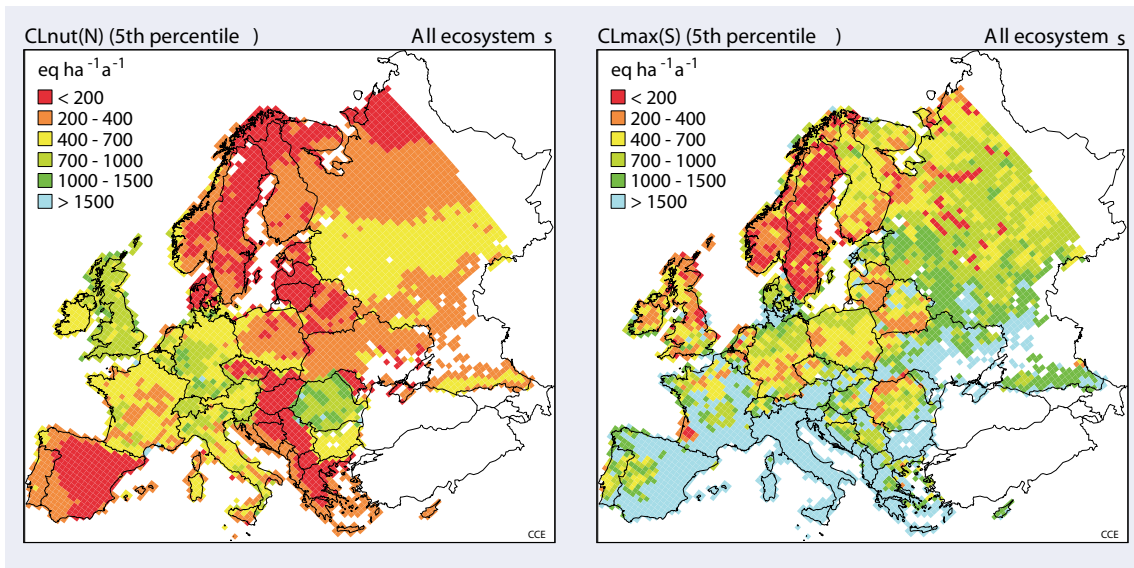 CLnut(N) (5th percentile ) All ecosystem s
eq ha -1 a-1
< 200
200 - 400
400 - 700
700 - 1000
1000 - 1500
> 1500
CCE
CLmax(S) (5th percentile ) All ecosystem s
eq ha -1 a-1
< 200
200 - 400
400 - 700
700 - 1000
1000 - 1500
> 1500
CCE